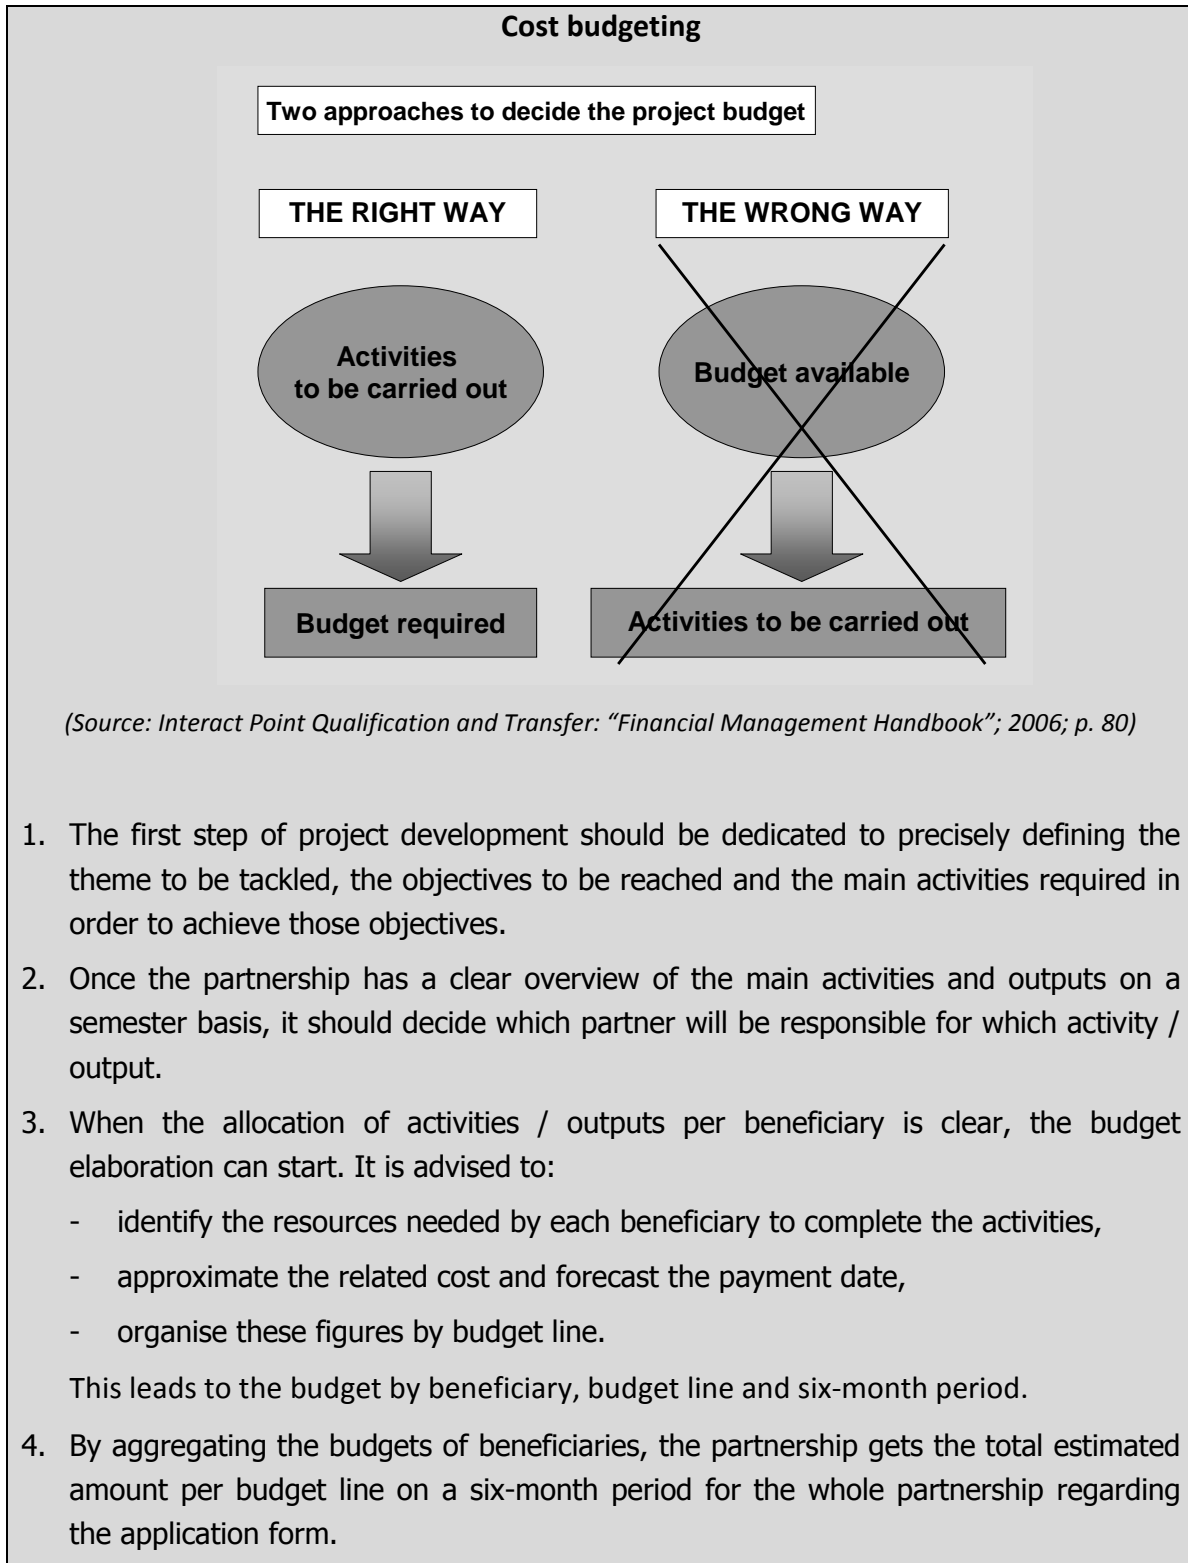 Cost budgeting
Two approaches to decide the project budget
THE RIGHT WAY
THE WRONG WAY
Activities
to be carried out
Budget available
Budget required
Activities to be carried out
(Source: Interact Point Qualification and Transfer: “Financial Management Handbook”; 2006; p. 80)
1. The first step of project development should be dedicated to precisely defining the
theme to be tackled, the objectives to be reached and the main activities required in
order to achieve those objectives.
2. Once the partnership has a clear overview of the main activities and outputs on a
semester basis, it should decide which partner will be responsible for which activity /
output.
3. When the allocation of activities / outputs per beneficiary is clear, the budget
elaboration can start. It is advised to:
- identify the resources needed by each beneficiary to complete the activities,
- approximate the related cost and forecast the payment date,
- organise these figures by budget line.
This leads to the budget by beneficiary, budget line and six-month period.
4. By aggregating the budgets of beneficiaries, the partnership gets the total estimated
amount per budget line on a six-month period for the whole partnership regarding
the application form.